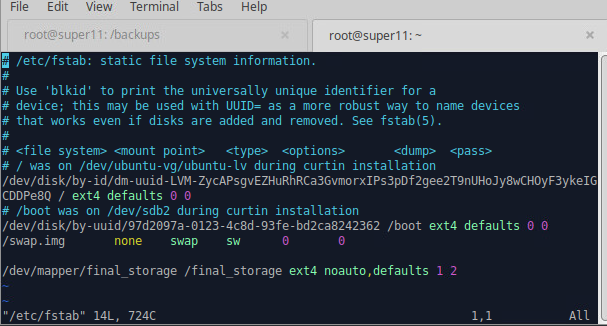 File Edit View Terminal Tabs Help
root@super11: /backups × root@super11: ~ ×
# /etc/fstab: static file system information.
#
# Use 'blkid' to print the universally unique identifier for a
# device; this may be used with UUID= as a more robust way to name devices
# that works even if disks are added and removed. See fstab(5).
#
# <file system> <mount point>   <type>  <options>       <dump>  <pass>
# / was on /dev/ubuntu-vg/ubuntu-lv during curtin installation
/dev/disk/by-id/dm-uuid-LVM-ZycAPsgvEZHuRhRCa3GvmorxIPs3pDf2gee2T9nUHoJy8wCHOyF3ykeIG
CDDPe8Q / ext4 defaults 0 0
# /boot was on /dev/sdb2 during curtin installation
/dev/disk/by-uuid/97d2097a-0123-4c8d-93fe-bd2ca8242362 /boot ext4 defaults 0 0
/swap.img       none    swap    sw      0       0
/dev/mapper/final_storage /final_storage ext4 noauto,defaults 1 2
~
~
"/etc/fstab" 14L, 724C 1,1 All